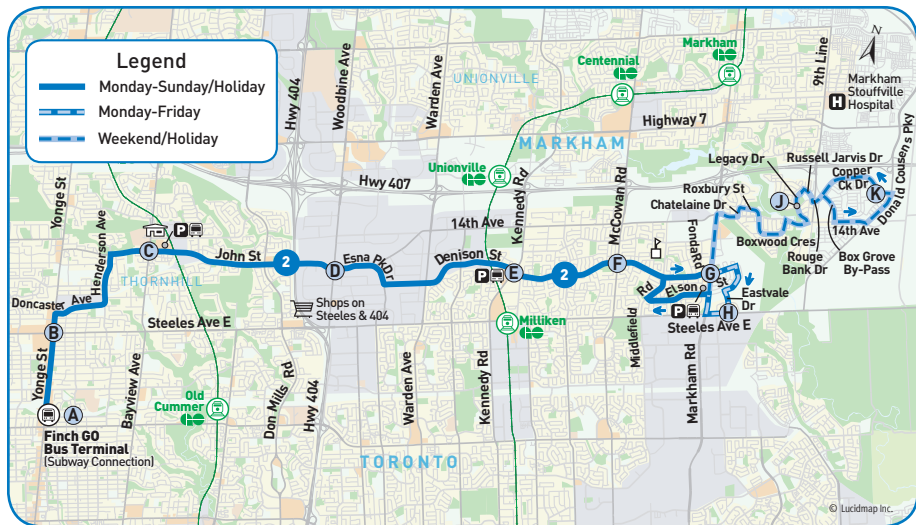 Legend
Monday-Sunday/Holiday
Monday-Friday
Weekend/Holiday
Hwy 404
Woodbine Ave
Warden Ave
UNIONVILLE
Centennial
Markham
9th Line
H
Markham
Stouffville
Hospital
Highway 7
MARKHAM
Unionville
Hwy 407
Kennedy Rd
14th Ave
McCowan Rd
Legacy Dr
Russell Jarvis Dr
Copper
Ck Dr
Donald Cousens Pky
K
J
Roxbury St
Chatelaine Dr
14th Ave
Boxwood Cres
Rouge
Bank Dr
Box Grove
By-Pass
Yonge St
Henderson Ave
P
C
John St
2
D
Esna Pk Dr
Denison St
P
E
2
F
Fonda Rd
G
Elson St
Eastvale
Dr
H
P
Steeles Ave E
Doncaster Ave
THORNHILL
B
Steeles Ave E
Shops on
Steeles & 404
Milliken
Middlefield Rd
Markham Rd
Yonge St
Bayview Ave
Old
Cummer
Don Mills Rd
Hwy 404
Warden Ave
Kennedy Rd
A
Finch GO
Bus Terminal
(Subway Connection)
TORONTO
© Lucidmap Inc.